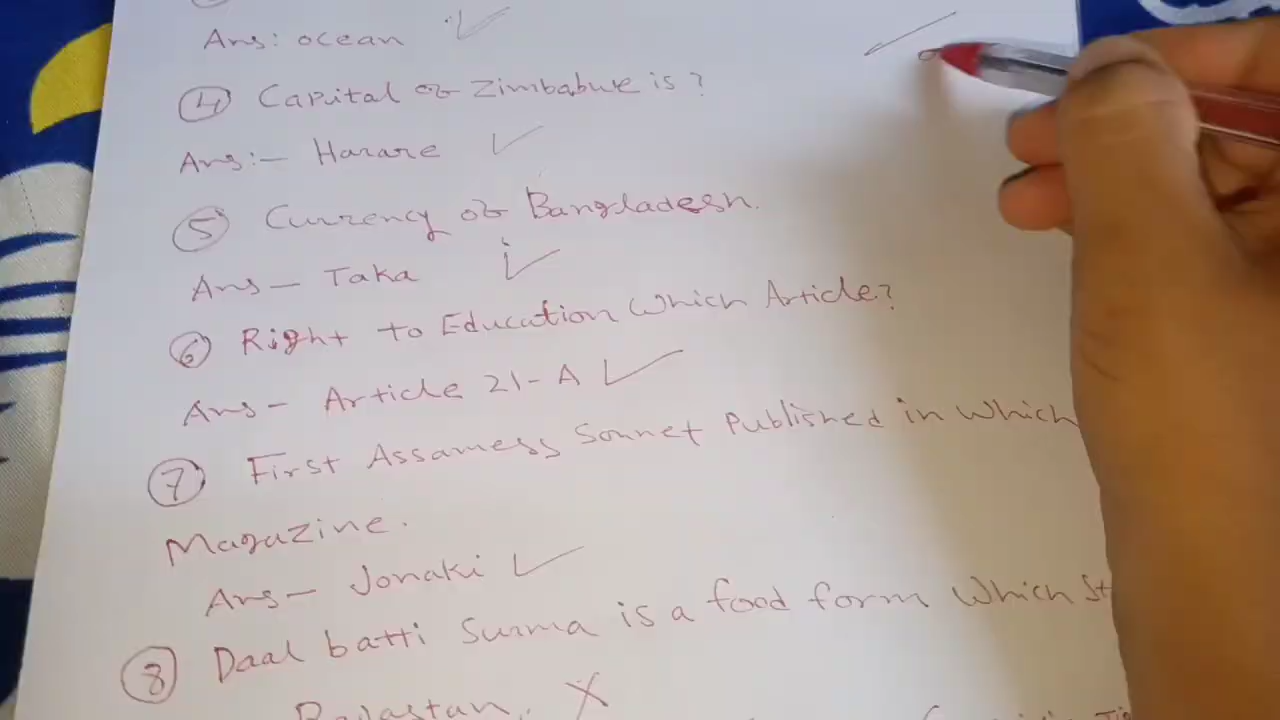 Ans: ocean
4 Capital of Zimbabwe is?
Ans:- Harare
5 Currency of Bangladesh.
Ans- Taka
6 Right to Education Which Article?
Ans- Article 21-A
7 First Assamess Sonnet Published in Which
Magazine.
Ans- Jonaki
8 Daal batti Surma is a food form Which
Rajastan.